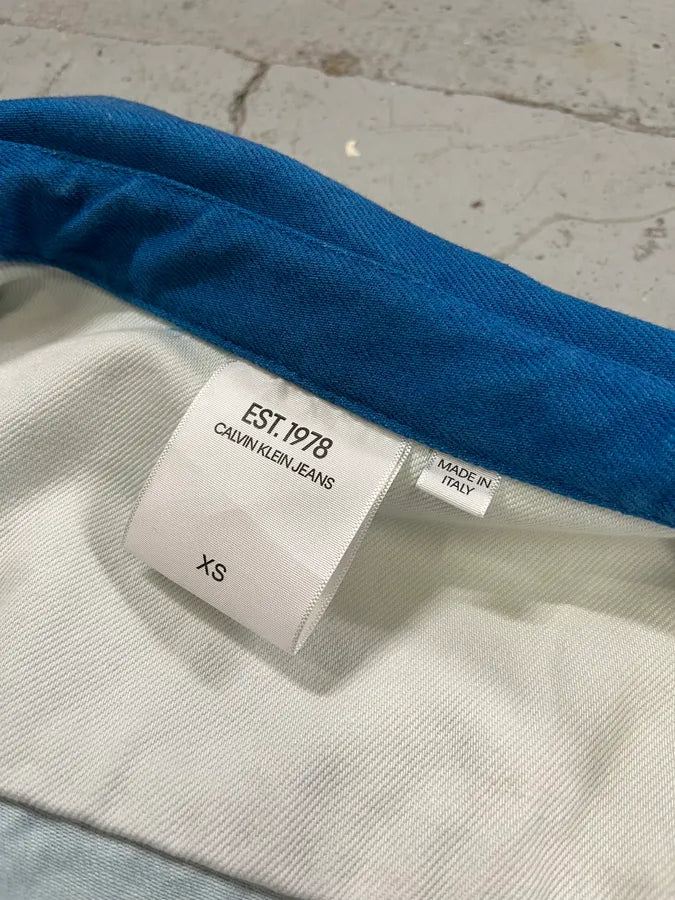 EST. 1978
CALVIN KLEIN JEANS
XS
MADE IN
ITALY